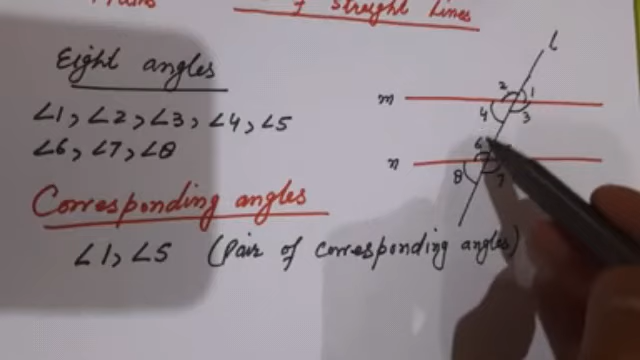 of Straight Lines
Eight angles
∠1, ∠2, ∠3, ∠4, ∠5
∠6, ∠7, ∠8
Corresponding angles
∠1, ∠5 (Pair of corresponding angles)
l
2 1
m
4 3
6
n
8 7